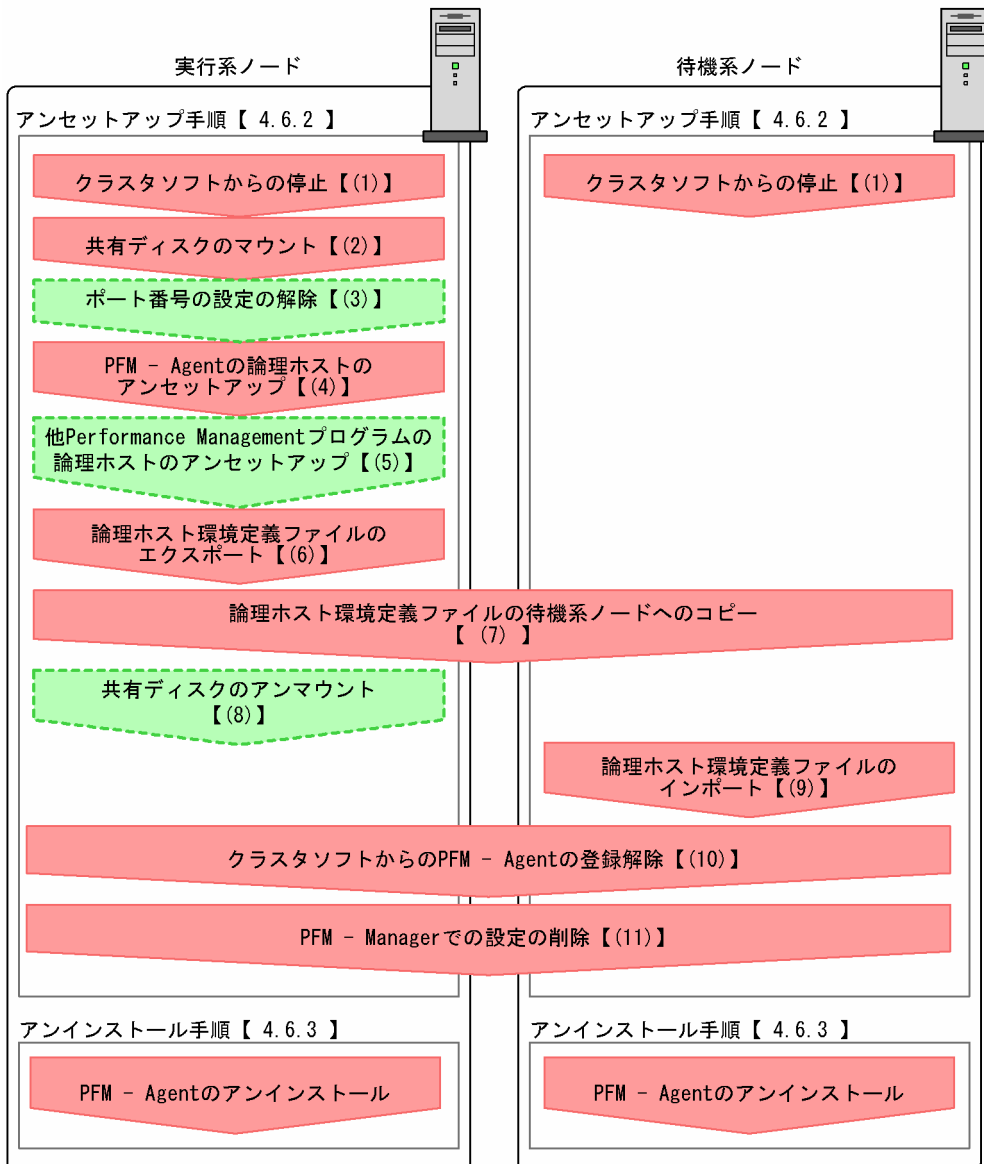 実行系ノード
待機系ノード
アンセットアップ手順【 4.6.2 】
アンセットアップ手順【 4.6.2 】
クラスタソフトからの停止【(1)】
クラスタソフトからの停止【(1)】
共有ディスクのマウント【(2)】
ポート番号の設定の解除【(3)】
PFM － Agentの論理ホストの
アンセットアップ【(4)】
他Performance Managementプログラムの
論理ホストのアンセットアップ【(5)】
論理ホスト環境定義ファイルの
エクスポート【(6)】
論理ホスト環境定義ファイルの待機系ノードへのコピー
【 (7) 】
共有ディスクのアンマウント
【(8)】
論理ホスト環境定義ファイルの
インポート【(9)】
クラスタソフトからのPFM － Agentの登録解除【(10)】
PFM － Managerでの設定の削除【(11)】
アンインストール手順【 4.6.3 】
アンインストール手順【 4.6.3 】
PFM － Agentのアンインストール
PFM － Agentのアンインストール